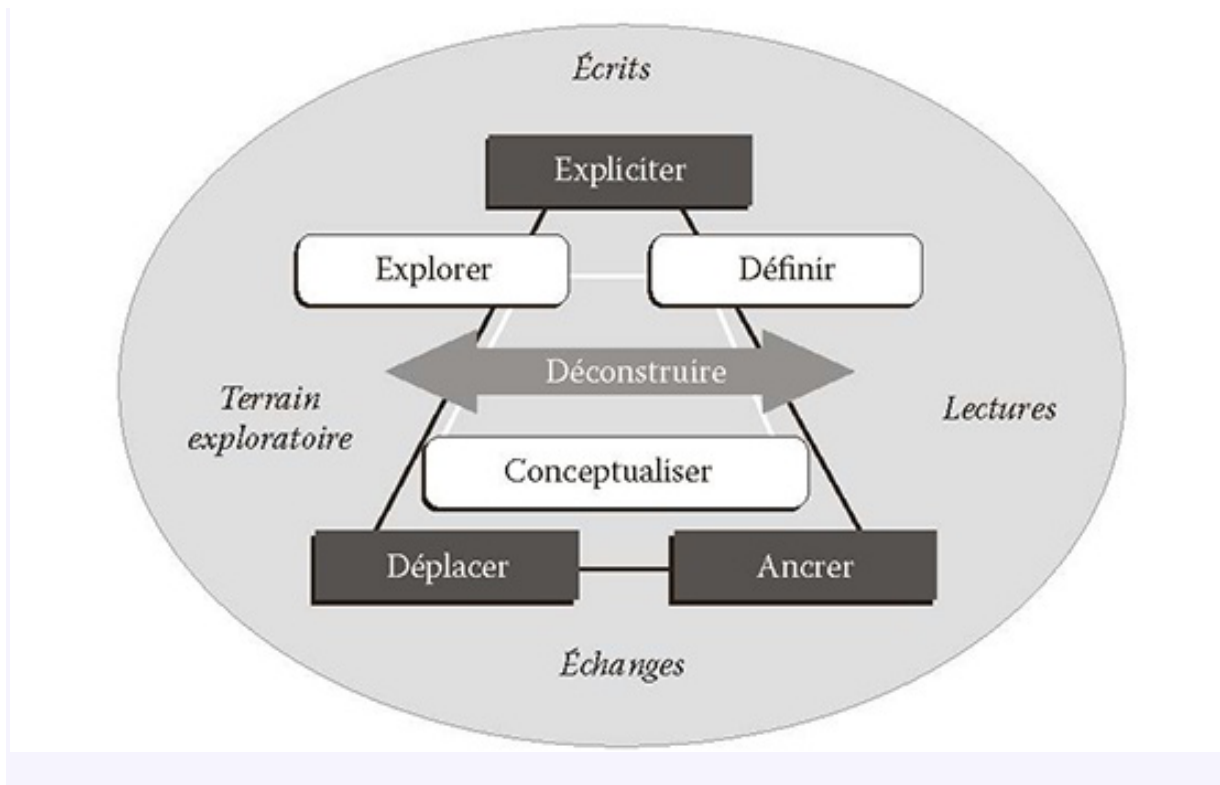 Écrits
Expliciter
Explorer
Définir
Déconstruire
Terrain
exploratoire
Lectures
Conceptualiser
Déplacer
Ancrer
Échanges